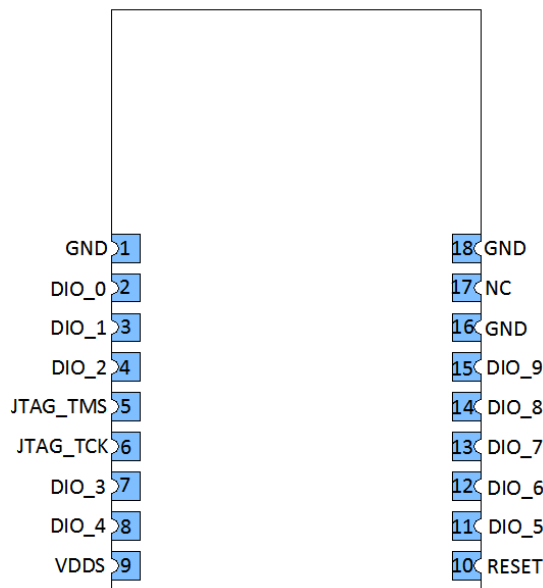 GND 1 18 GND
DIO_0 2 17 NC
DIO_1 3 16 GND
DIO_2 4 15 DIO_9
JTAG_TMS 5 14 DIO_8
JTAG_TCK 6 13 DIO_7
DIO_3 7 12 DIO_6
DIO_4 8 11 DIO_5
VDDS 9 10 RESET